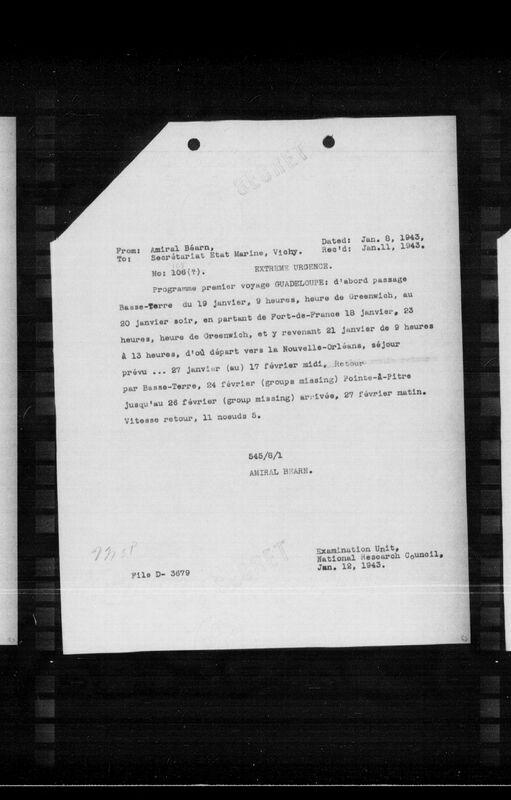 SECRET
From: Amiral Béarn, Dated: Jan. 8, 1943,
To: Secrétariat Etat Marine, Vichy. Rec'd: Jan.11, 1943.
No: 106(?). EXTREME URGENCE.
Programme premier voyage GUADELOUPE: d'abord passage
Basse-Terre du 19 janvier, 9 heures, heure de Greenwich, au
20 janvier soir, en partant de Fort-de-France 18 janvier, 23
heures, heure de Greenwich, et y revenant 21 janvier de 9 heures
à 13 heures, d'où départ vers la Nouvelle-Orléans, séjour
prévu ... 27 janvier (au) 17 février midi. Retour
par Basse-Terre, 24 février (groups missing) Pointe-à-Pitre
jusqu'au 26 février (group missing) arrivée, 27 février matin.
Vitesse retour, 11 noeuds 5.
545/8/1
AMIRAL BEARN.
Examination Unit,
National Research Council,
Jan. 12, 1943.
File D- 3679